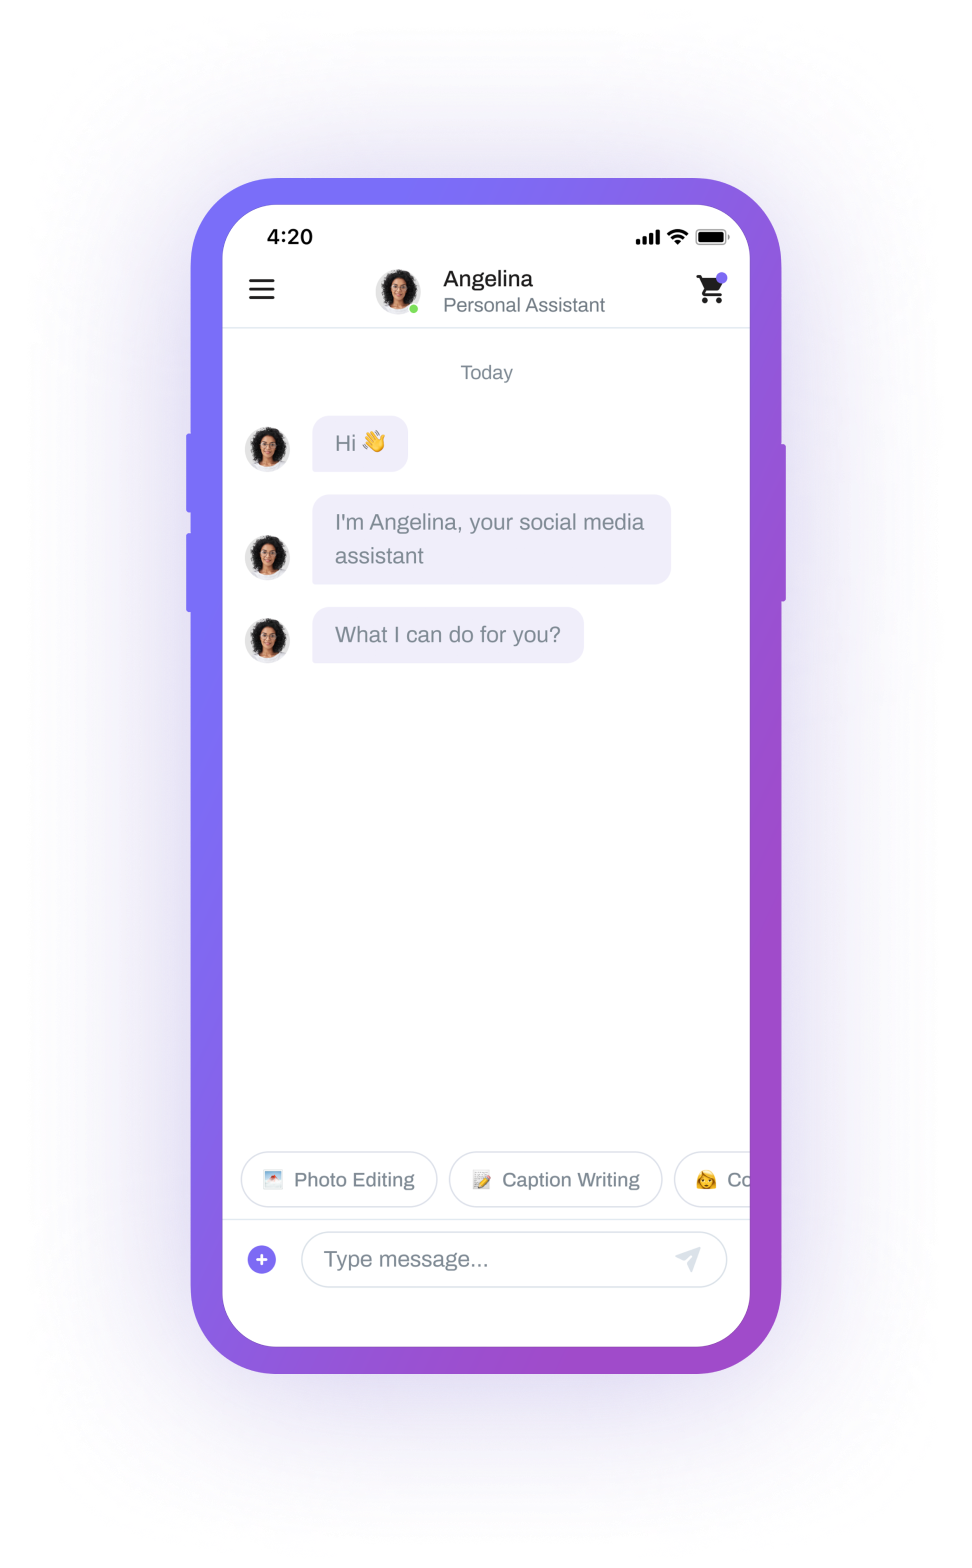 4:20
Angelina
Personal Assistant
Today
Hi 👋
I'm Angelina, your social media
assistant
What I can do for you?
Photo Editing
Caption Writing
Co
Type message...